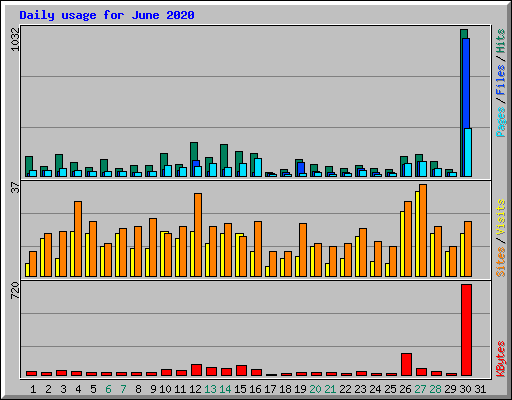 Daily usage for June 2020
1032
Pages / Files / Hits
37
Sites / Visits
720
KBytes
1 2 3 4 5 6 7 8 9 10 11 12 13 14 15 16 17 18 19 20 21 22 23 24 25 26 27 28 29 30 31